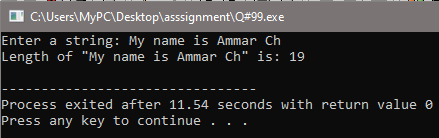 C:\Users\MyPC\Desktop\asssignment\Q#99.exe
Enter a string: My name is Ammar Ch
Length of "My name is Ammar Ch" is: 19
--------------------------------
Process exited after 11.54 seconds with return value 0
Press any key to continue . . .